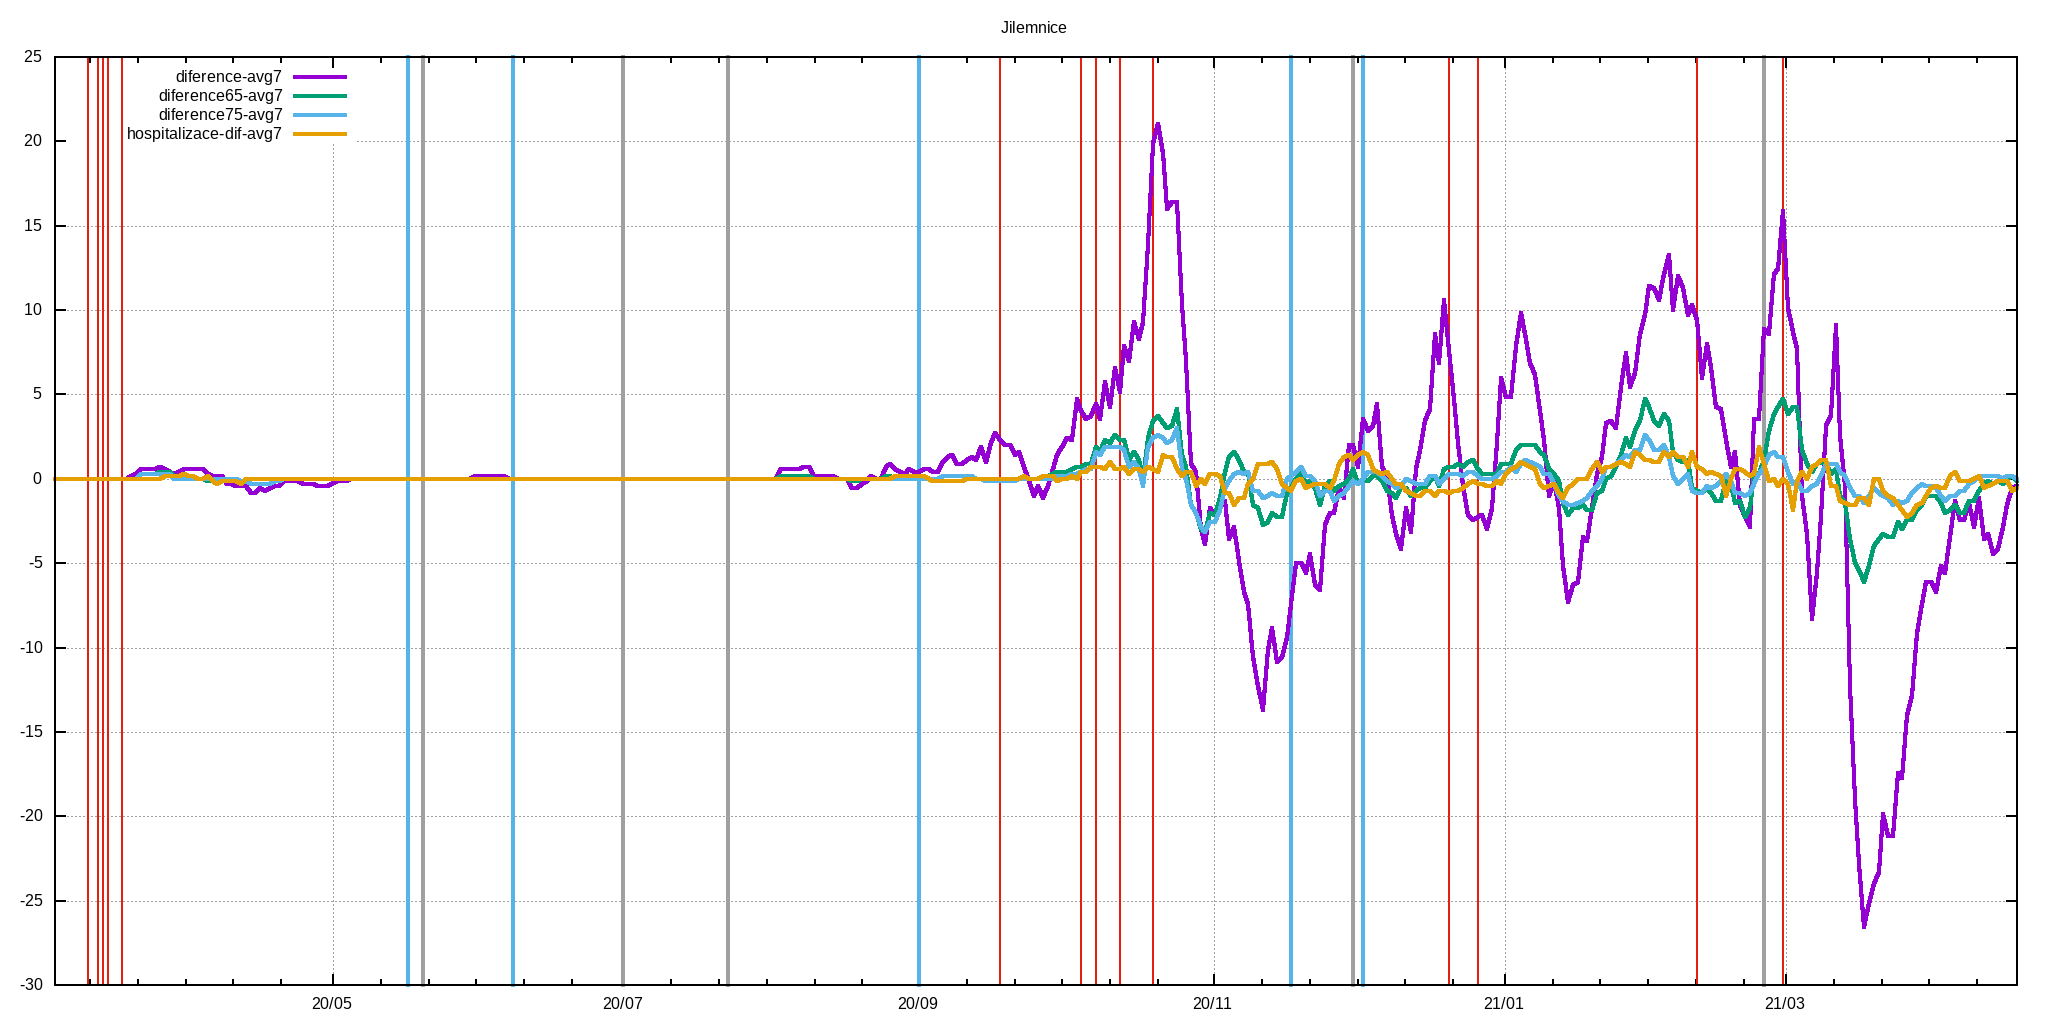 Jilemnice
diference-avg7
diference65-avg7
diference75-avg7
hospitalizace-dif-avg7
25
20
15
10
5
0
-5
-10
-15
-20
-25
-30
20/05 20/07 20/09 20/11 21/01 21/03